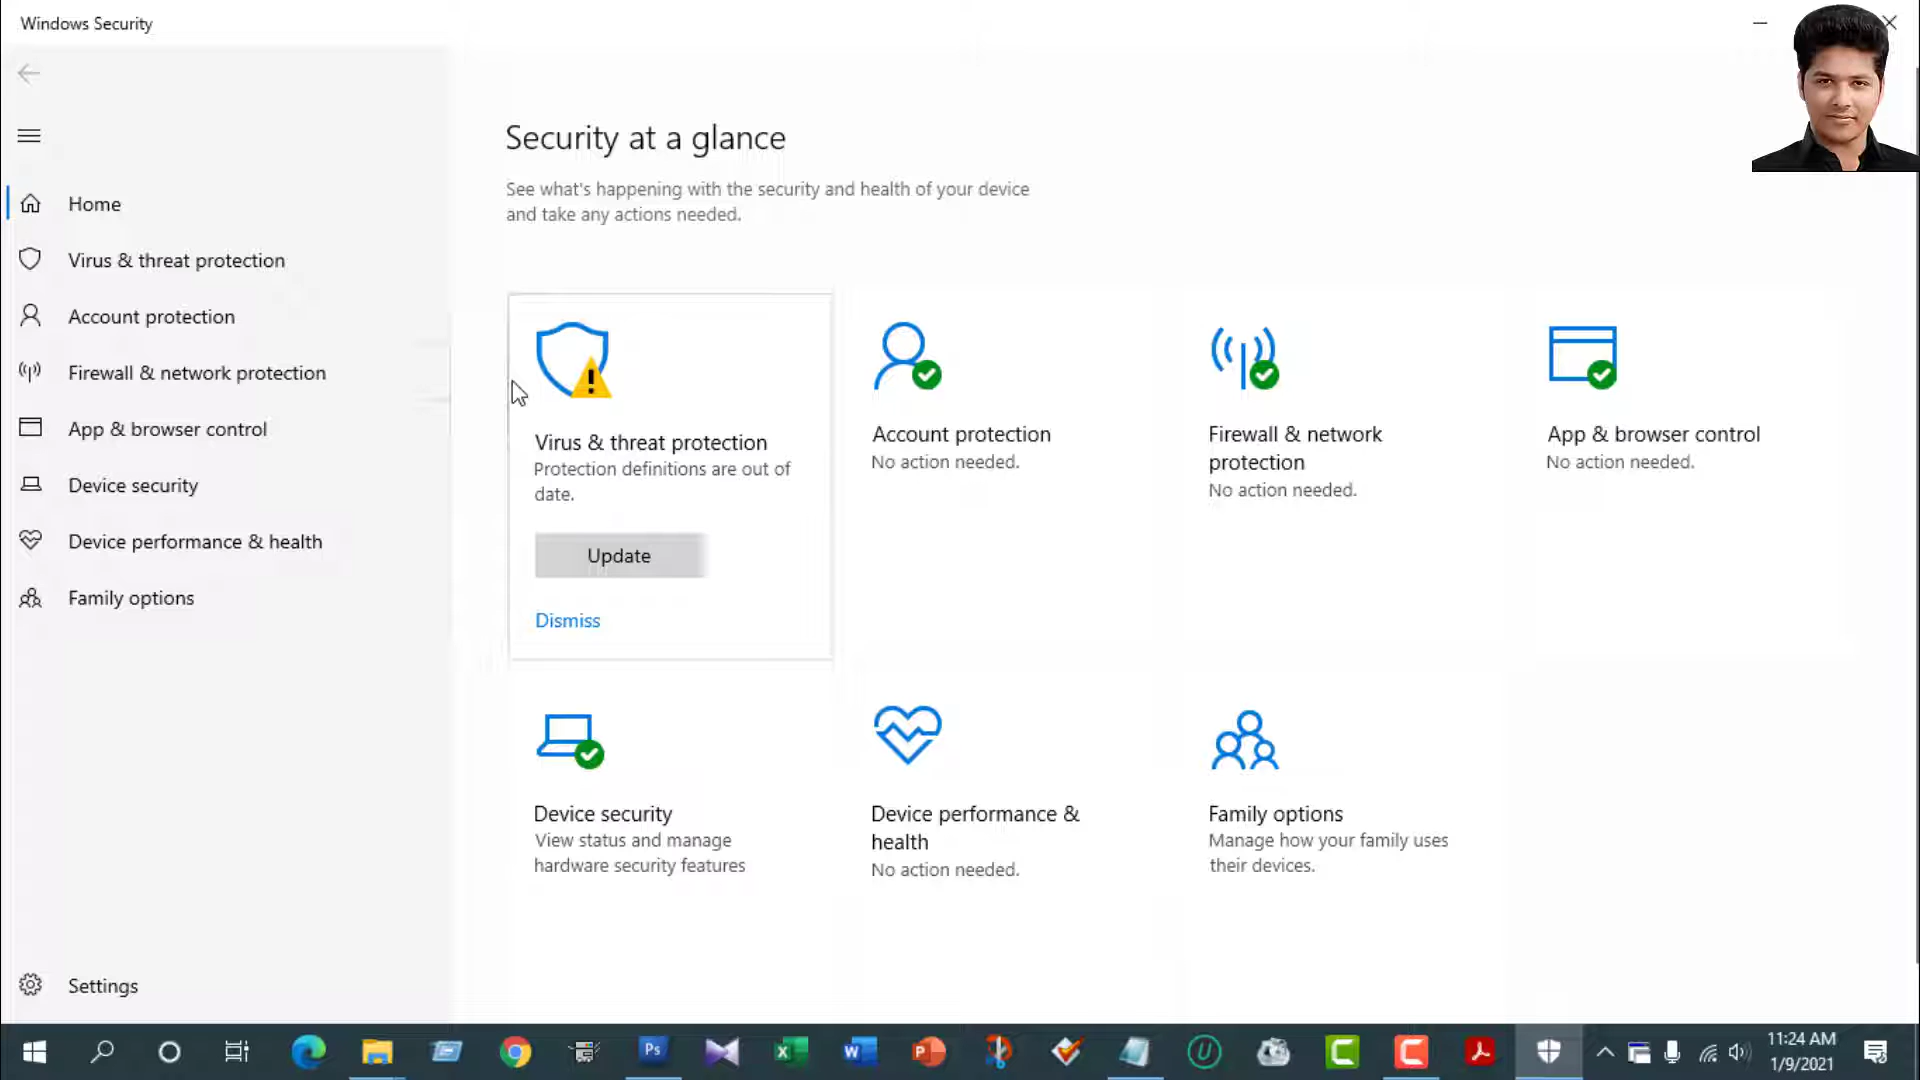 Windows Security
Home
Virus & threat protection
Account protection
Firewall & network protection
App & browser control
Device security
Device performance & health
Family options
Settings
Security at a glance
See what's happening with the security and health of your device
and take any actions needed.
Virus & threat protection
Protection definitions are out of
date.
Update
Dismiss
Account protection
No action needed.
Firewall & network
protection
No action needed.
App & browser control
No action needed.
Device security
View status and manage
hardware security features
Device performance &
health
No action needed.
Family options
Manage how your family uses
their devices.
Ps
W
P
U
C
C
11:24 AM
1/9/2021